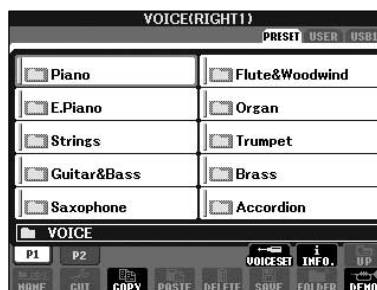 VOICE(RIGHT1)
PRESET USER USB1
Piano Flute&Woodwind
E.Piano Organ
Strings Trumpet
Guitar&Bass Brass
Saxophone Accordion
VOICE
P1 P2 VOICESET INFO. UP
NAME CUT COPY PASTE DELETE SAVE FOLDER DEMO